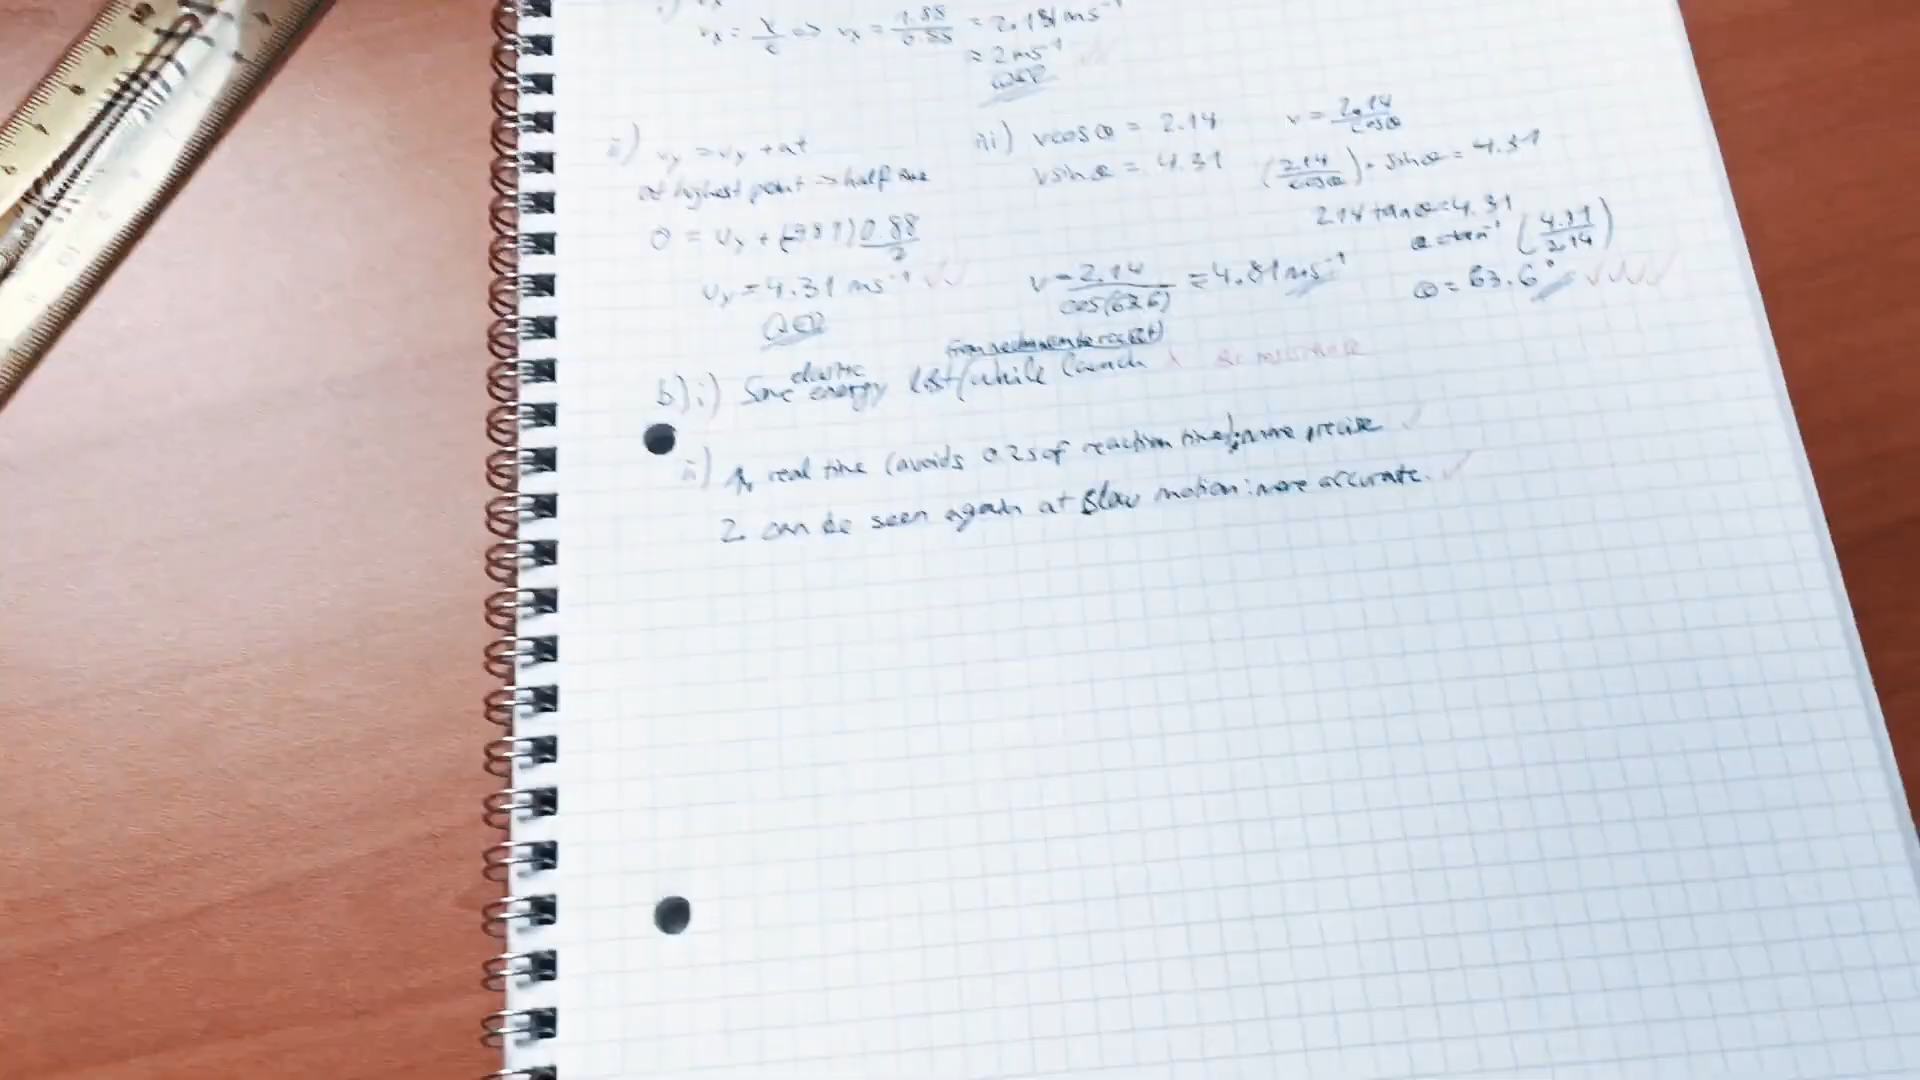 vx = x/t => vx = 1.88/0.88 = 2.14 ms⁻¹
≈ 2 ms⁻¹
QED
ii) vy = uy + at
at highest point => half time
0 = uy + (-9.81) 0.88/2
uy = 4.31 ms⁻¹ ✓✓
QED
iii) vcosθ = 2.14
vsinθ = 4.31
v = 2.14/cosθ
(2.14/cosθ) · sinθ = 4.31
2.14 tanθ = 4.31
θ = tan⁻¹ (4.31/2.14)
θ = 63.6° ✓✓✓
v = 2.14/cos(63.6) = 4.81 ms⁻¹
b) i) Some elastic energy lost (while launch
ii) 1. real time (avoids 0.2s of reaction time): more precise ✓
2. can be seen again at slow motion: more accurate. ✓